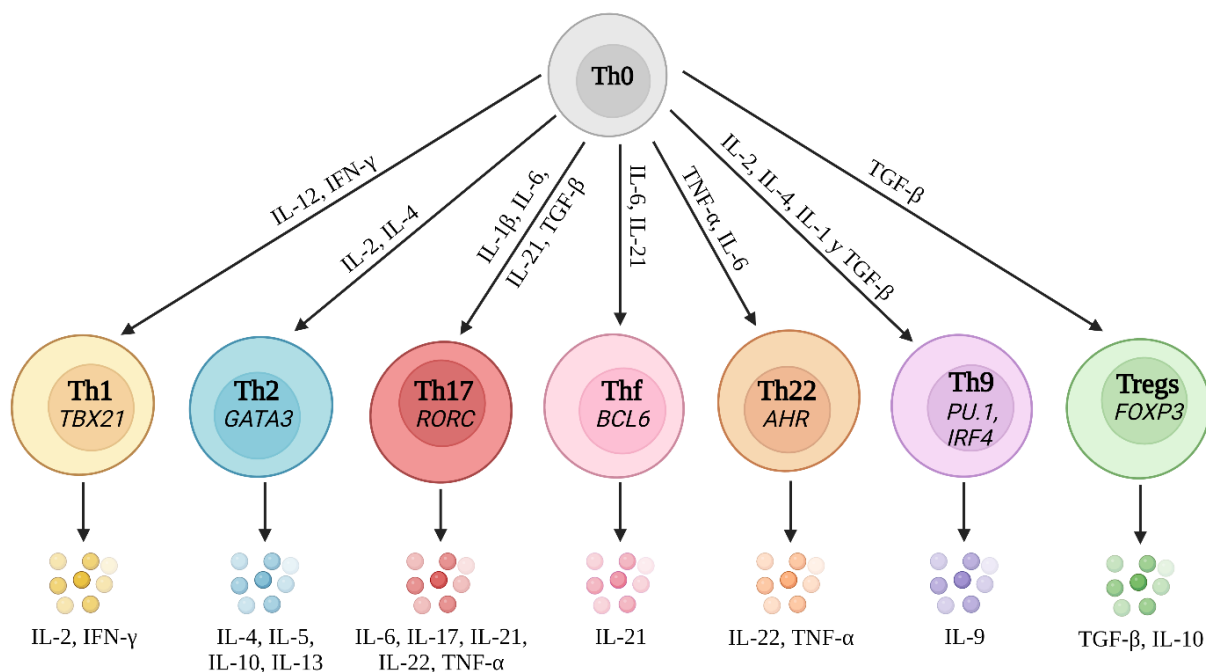 Th0
IL-12, IFN-γ
IL-2, IL-4
IL-1β, IL-6,
IL-21, TGF-β
IL-6, IL-21
TNF-α, IL-6
IL-2, IL-4, IL-1 y TGF-β
TGF-β
Th1
TBX21
Th2
GATA3
Th17
RORC
Thf
BCL6
Th22
AHR
Th9
PU.1,
IRF4
Tregs
FOXP3
IL-2, IFN-γ
IL-4, IL-5,
IL-10, IL-13
IL-6, IL-17, IL-21,
IL-22, TNF-α
IL-21
IL-22, TNF-α
IL-9
TGF-β, IL-10